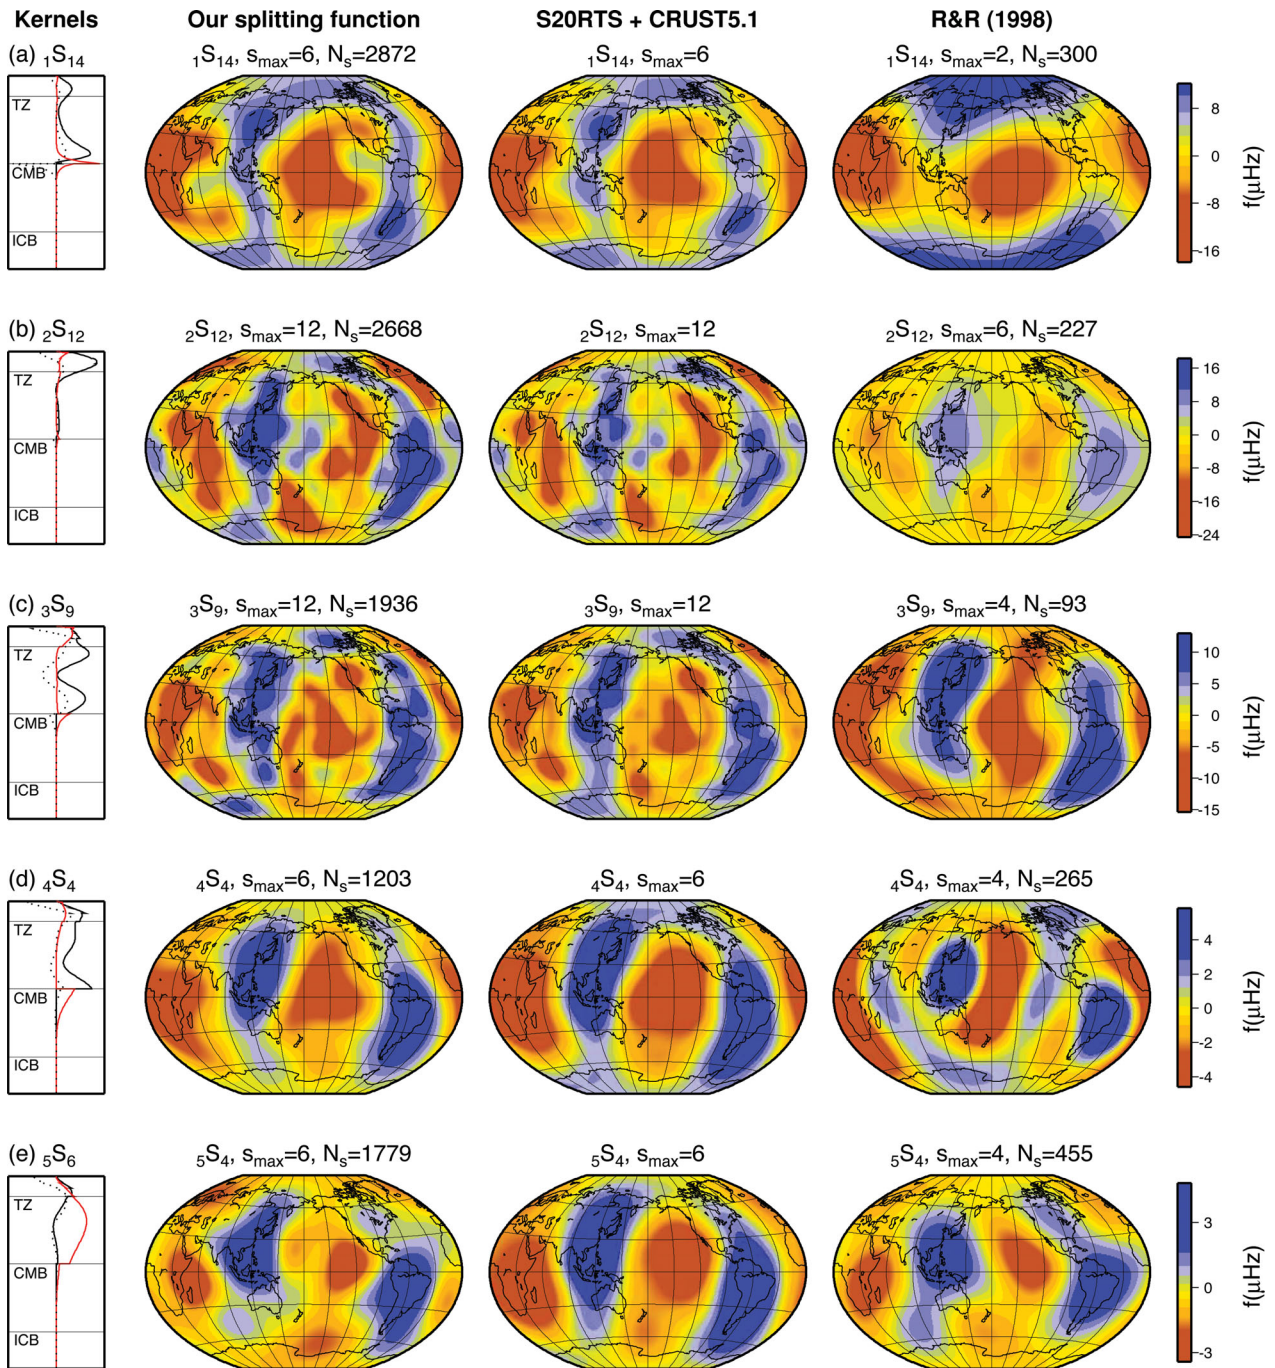 Kernels Our splitting function S20RTS + CRUST5.1 R&R (1998)
(a) ₁S₁₄ ₁S₁₄, sₘₐₓ=6, Nₛ=2872 ₁S₁₄, sₘₐₓ=6 ₁S₁₄, sₘₐₓ=2, Nₛ=300
TZ
CMB
ICB
8
0
-8
-16
f(μHz)
(b) ₂S₁₂ ₂S₁₂, sₘₐₓ=12, Nₛ=2668 ₂S₁₂, sₘₐₓ=12 ₂S₁₂, sₘₐₓ=6, Nₛ=227
TZ
CMB
ICB
16
8
0
-8
-16
-24
f(μHz)
(c) ₃S₉ ₃S₉, sₘₐₓ=12, Nₛ=1936 ₃S₉, sₘₐₓ=12 ₃S₉, sₘₐₓ=4, Nₛ=93
TZ
CMB
ICB
10
5
0
-5
-10
-15
f(μHz)
(d) ₄S₄ ₄S₄, sₘₐₓ=6, Nₛ=1203 ₄S₄, sₘₐₓ=6 ₄S₄, sₘₐₓ=4, Nₛ=265
TZ
CMB
ICB
4
2
0
-2
-4
f(μHz)
(e) ₅S₆ ₅S₄, sₘₐₓ=6, Nₛ=1779 ₅S₄, sₘₐₓ=6 ₅S₄, sₘₐₓ=4, Nₛ=455
TZ
CMB
ICB
3
0
-3
f(μHz)